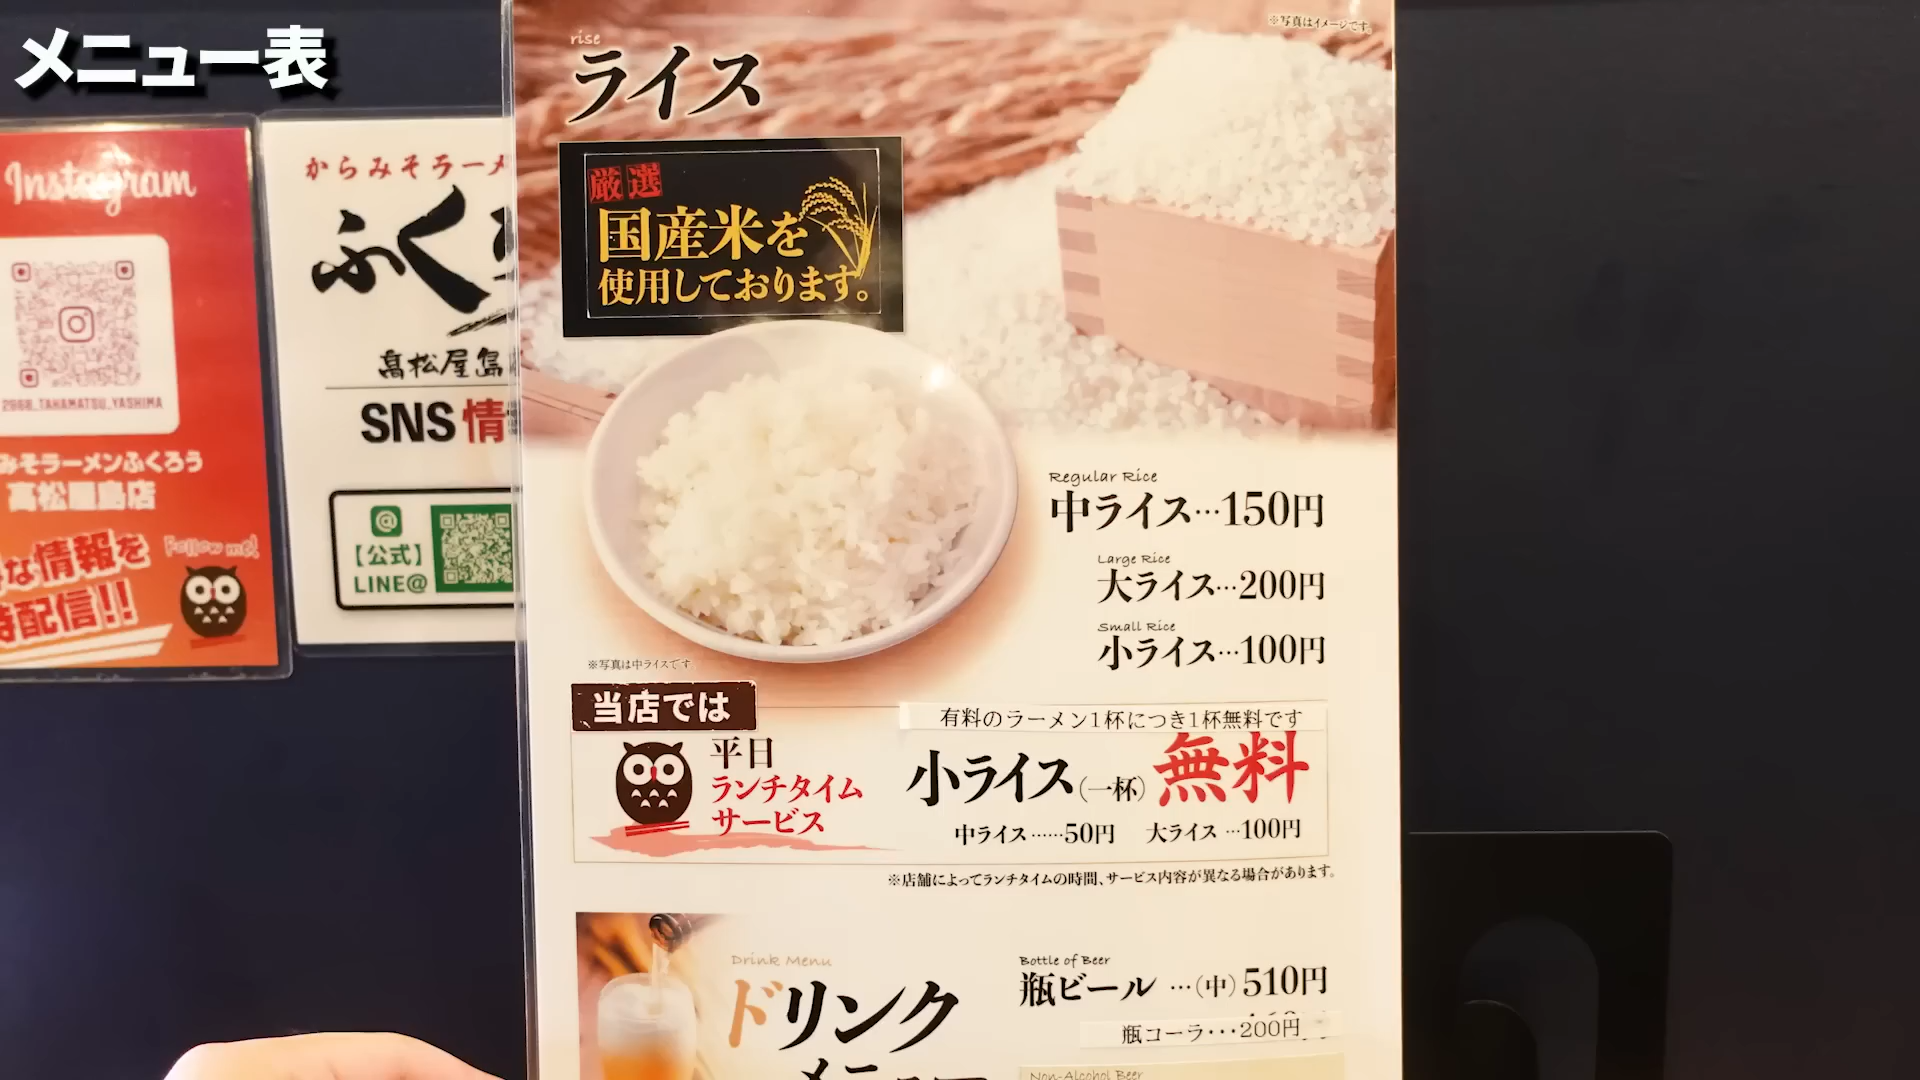 メニュー表
Instagram
2960_TAKAMATSU_YASHIMA
みそラーメンふくろう
高松屋島店
な情報を
配信!!
Follow me!
からみそラーメ
ふく
高松屋島
SNS情
@
【公式】
LINE@
※写真はイメージです。
rise
ライス
厳選
国産米を
使用しております。
Regular Rice
中ライス…150円
Large Rice
大ライス…200円
Small Rice
小ライス…100円
※写真は中ライスです。
当店では
平日
ランチタイム
サービス
有料のラーメン1杯につき1杯無料です
小ライス(一杯)無料
中ライス……50円 大ライス…100円
※店舗によってランチタイムの時間、サービス内容が異なる場合があります。
Drink Menu
ドリンク
メニュー
Bottle of Beer
瓶ビール…(中)510円
瓶コーラ・・・200円
Non-Alcohol Beer